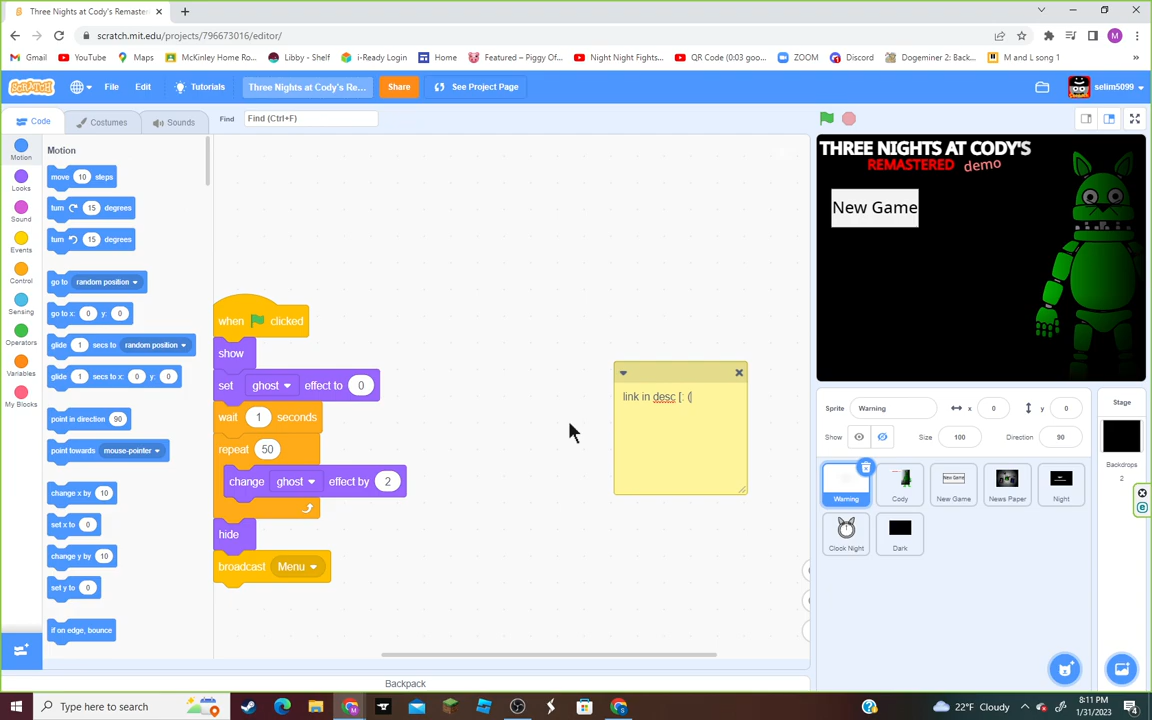 Three Nights at Cody's Remaster
scratch.mit.edu/projects/796673016/editor/
M
Gmail
YouTube
Maps
McKinley Home Ro...
Libby - Shelf
i-Ready Login
Home
Featured – Piggy Of...
Night Night Fights...
QR Code (0:03 goo...
ZOOM
Discord
Dogeminer 2: Back...
M and L song 1
»
SCRATCH
File
Edit
Tutorials
Three Nights at Cody's Re...
Share
See Project Page
selim5099
Code
Costumes
Sounds
Find
Find (Ctrl+F)
Motion
Looks
Sound
Events
Control
Sensing
Operators
Variables
My Blocks
Motion
move 10 steps
turn 15 degrees
turn 15 degrees
go to random position
go to x: 0 y: 0
glide 1 secs to random position
glide 1 secs to x: 0 y: 0
point in direction 90
point towards mouse-pointer
change x by 10
set x to 0
change y by 10
set y to 0
if on edge, bounce
when clicked
show
set ghost effect to 0
wait 1 seconds
repeat 50
change ghost effect by 2
hide
broadcast Menu
link in desc [: (
Backpack
THREE NIGHTS AT CODY'S
REMASTERED demo
New Game
Sprite Warning x 0 y 0
Show Size 100 Direction 90
Warning
Cody
New Game
News Paper
Night
Clock Night
Dark
Stage
Backdrops
2
Type here to search
22°F Cloudy
8:11 PM
1/31/2023